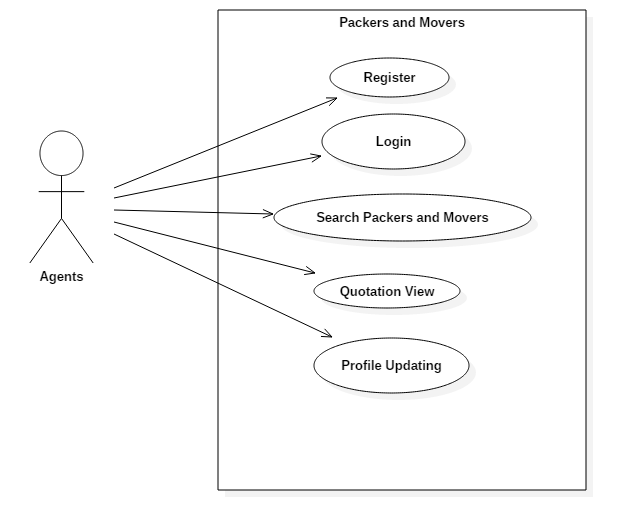 Packers and Movers
Register
Login
Search Packers and Movers
Quotation View
Profile Updating
Agents